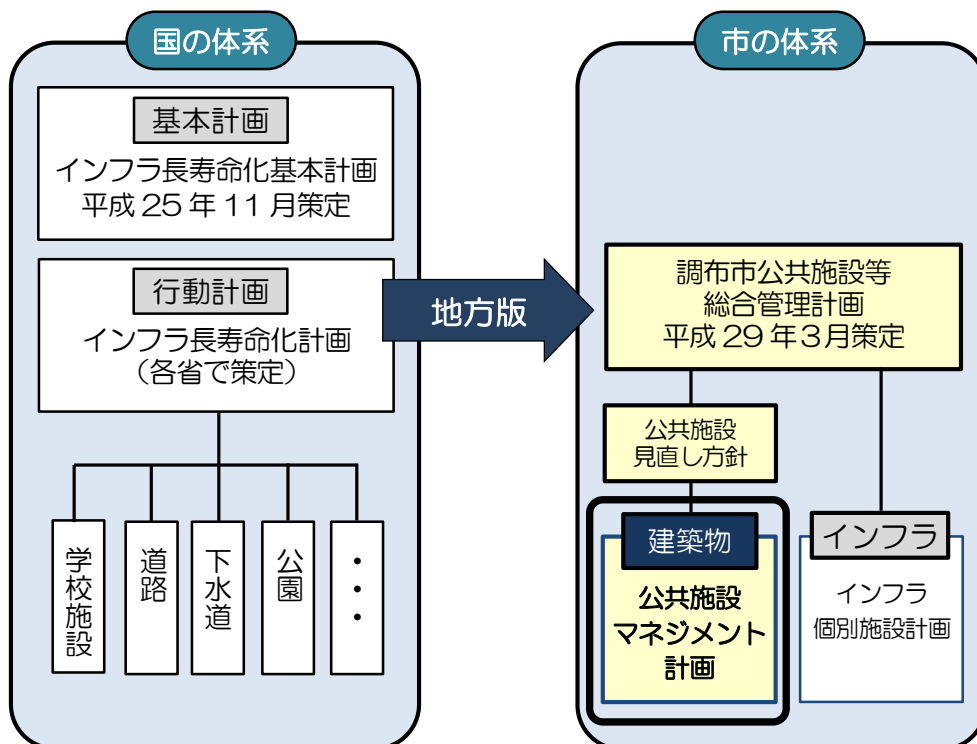 国の体系
基本計画
インフラ長寿命化基本計画
平成25年11月策定
行動計画
インフラ長寿命化計画
（各省で策定）
学校施設
道路
下水道
公園
・・・
地方版
市の体系
調布市公共施設等
総合管理計画
平成29年3月策定
公共施設
見直し方針
建築物
公共施設
マネジメント
計画
インフラ
インフラ
個別施設計画